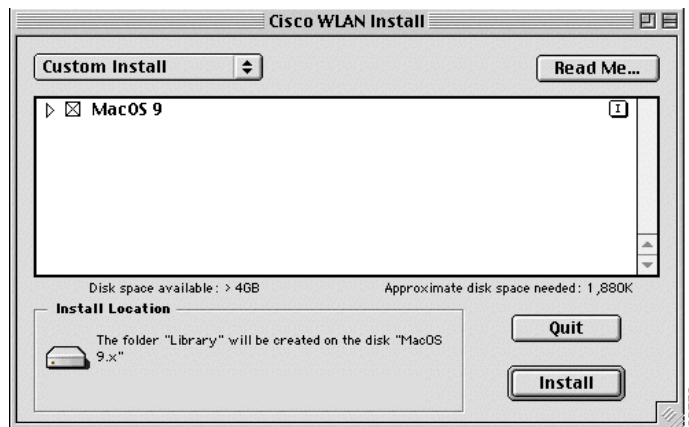 Cisco WLAN Install
Custom Install
Read Me...
MacOS 9
I
Disk space available: > 4GB
Approximate disk space needed: 1,880K
Install Location
The folder "Library" will be created on the disk "MacOS
9.x"
Quit
Install